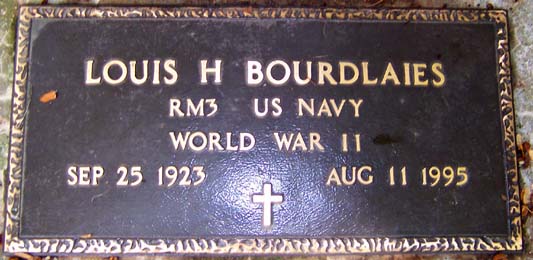 LOUIS H BOURDLAIES
RM3 US NAVY
WORLD WAR II
SEP 25 1923 AUG 11 1995